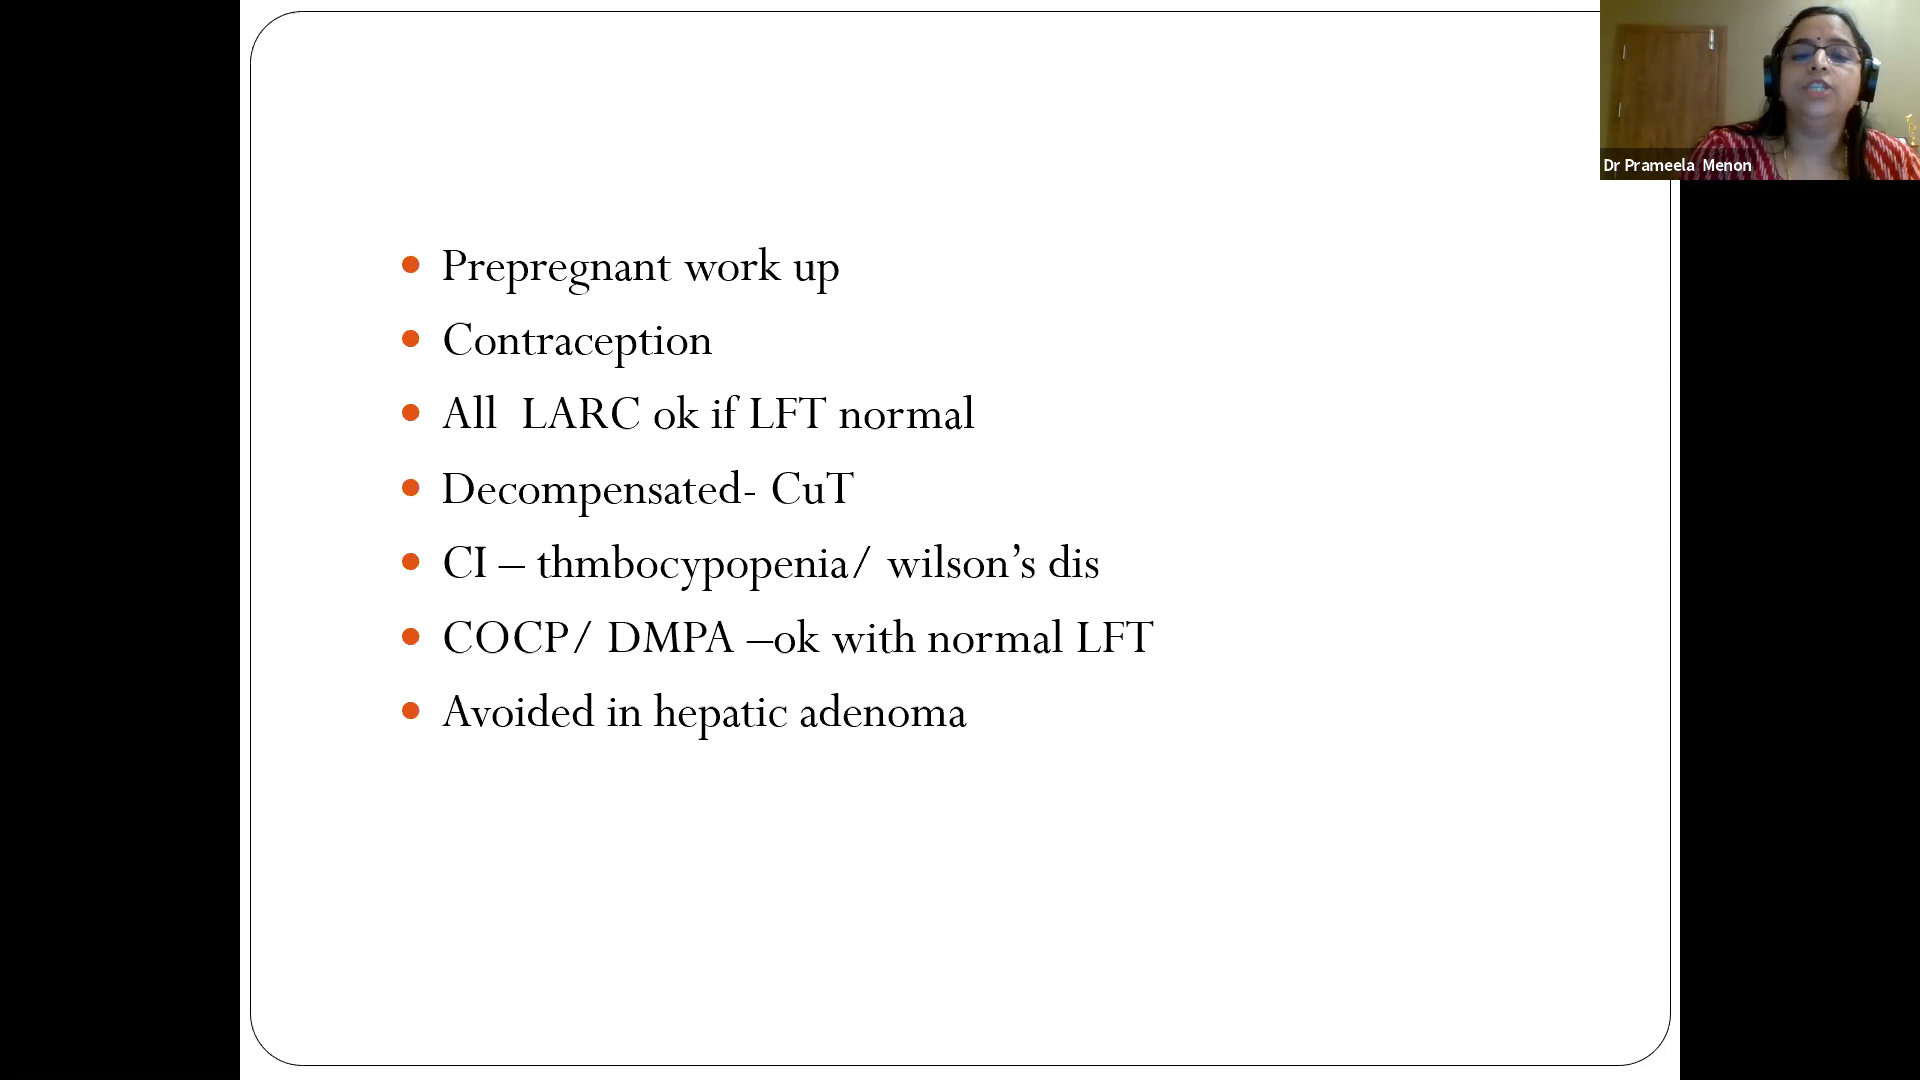 Dr Prameela Menon
Prepregnant work up
Contraception
All LARC ok if LFT normal
Decompensated- CuT
CI – thmbocypopenia/ wilson’s dis
COCP/ DMPA –ok with normal LFT
Avoided in hepatic adenoma